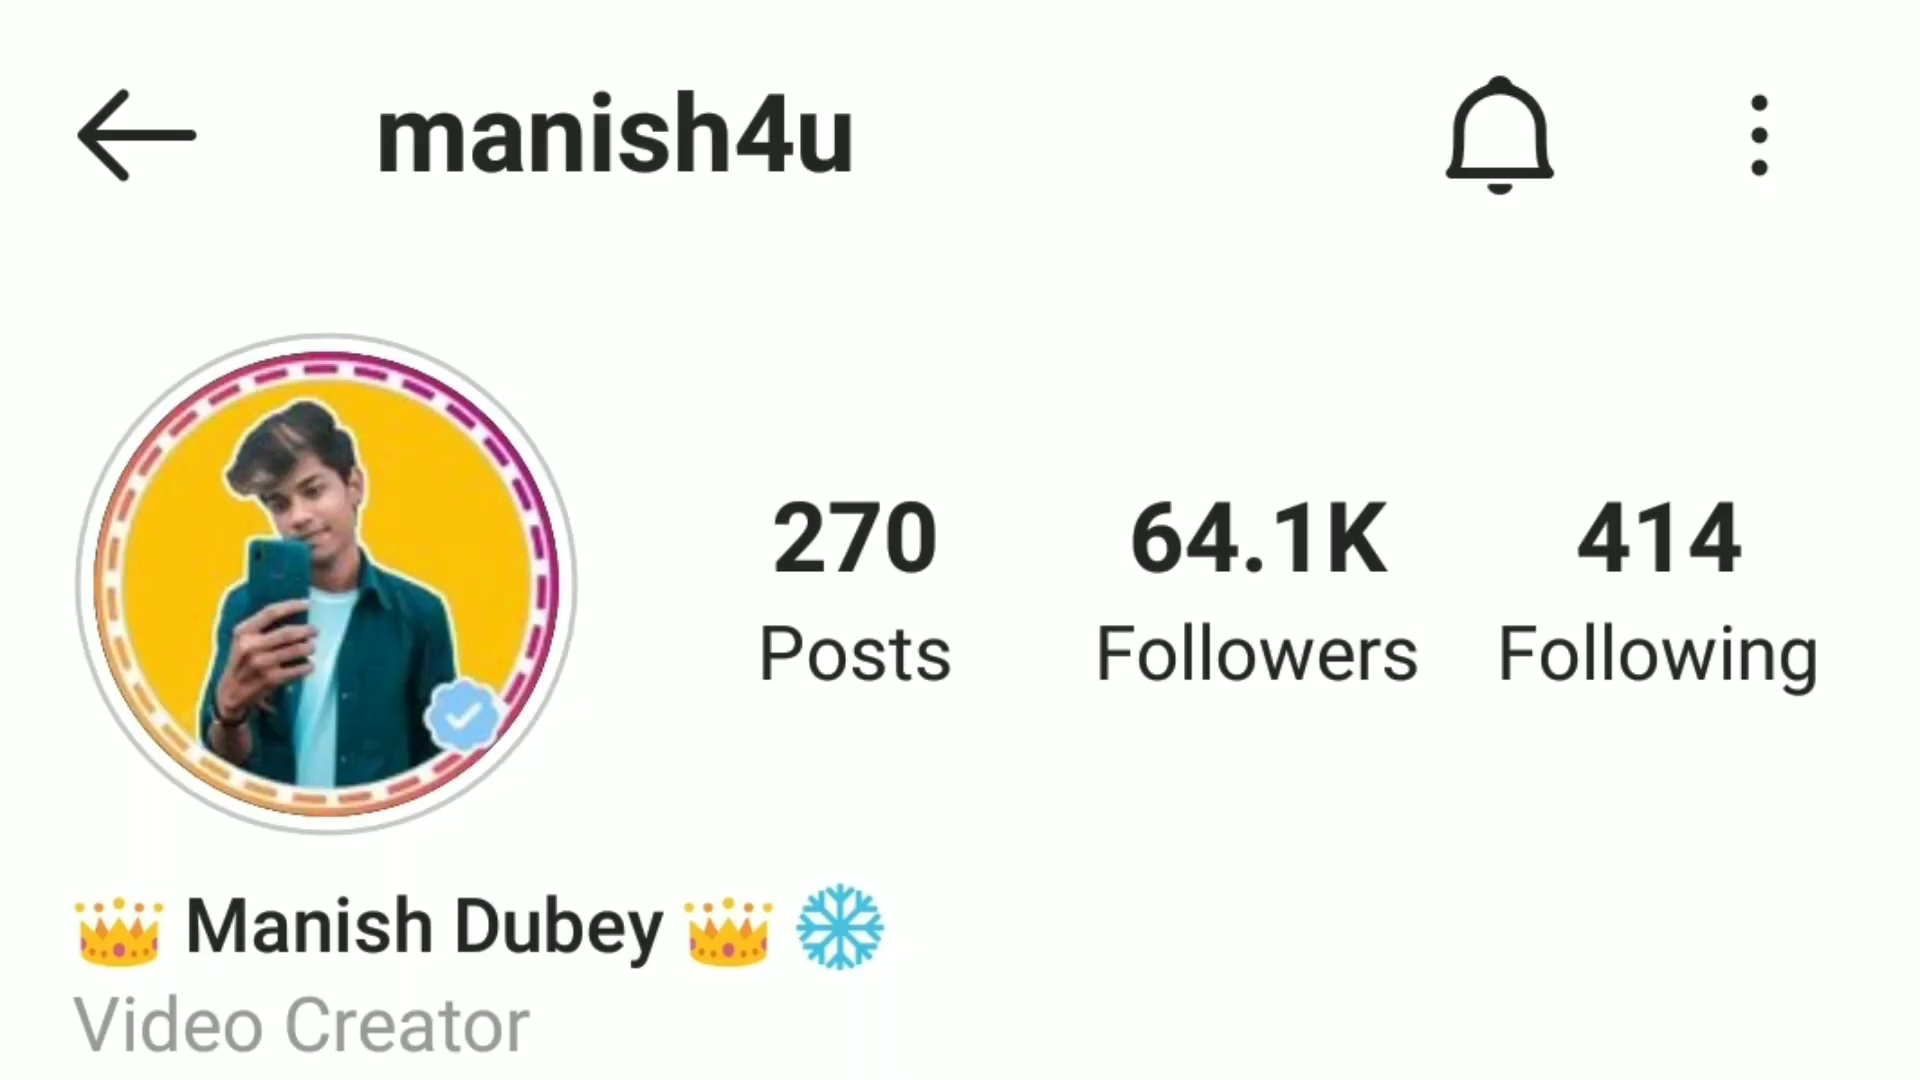 manish4u
270 64.1K 414
Posts Followers Following
👑 Manish Dubey 👑 ❄️
Video Creator